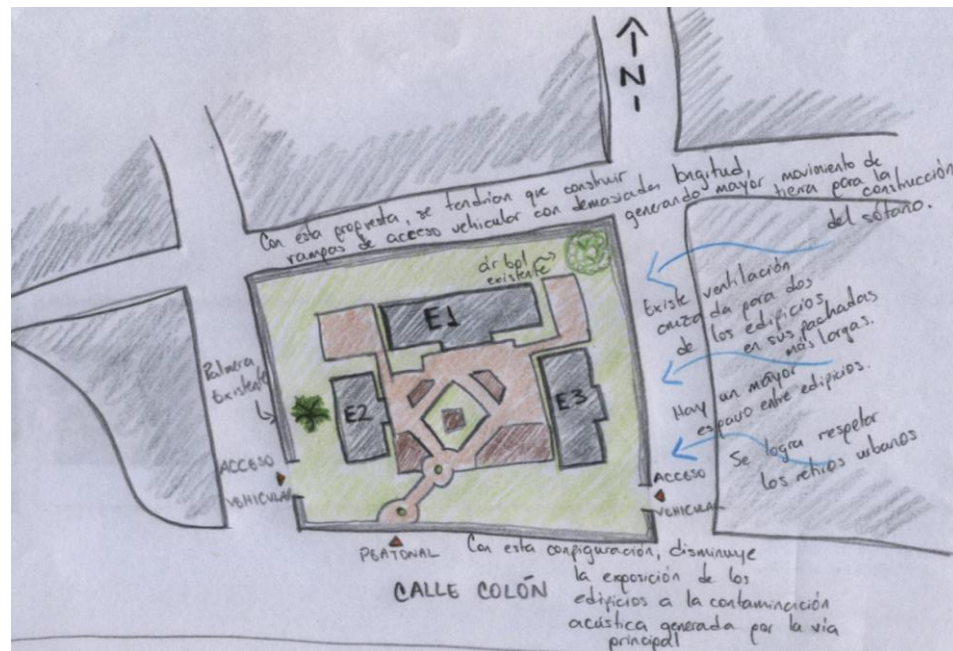 N
Con esta propuesta, se tendrían que construir
rampas de acceso vehicular con demasiada longitud,
generando mayor movimiento de
tierra para la
construcción
del sótano.
árbol
existente
Existe ventilación
cruzada para dos
de los edificios
en sus fachadas
más largas.
Hay un mayor
espacio entre edificios.
Se logra respetar
los retiros urbanos
E1
E2
E3
Palmera
Existente
ACCESO
VEHICULAR
ACCESO
VEHICULAR
PEATONAL
CALLE COLÓN
Con esta configuración, disminuye
la exposición de los
edificios a la contaminación
acústica generada por la vía
principal